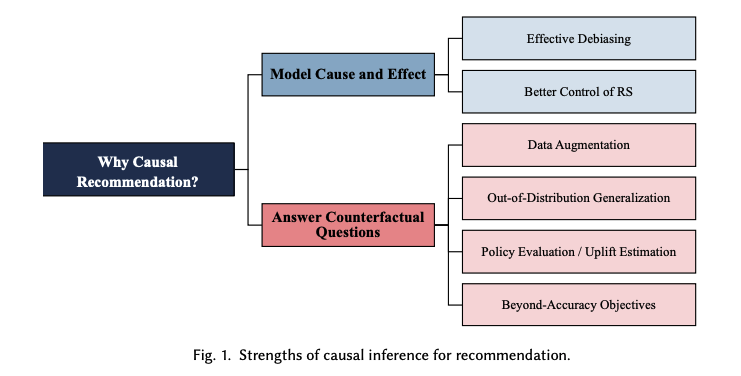 Why Causal
Recommendation?
Model Cause and Effect
Effective Debiasing
Better Control of RS
Answer Counterfactual
Questions
Data Augmentation
Out-of-Distribution Generalization
Policy Evaluation / Uplift Estimation
Beyond-Accuracy Objectives
Fig. 1. Strengths of causal inference for recommendation.